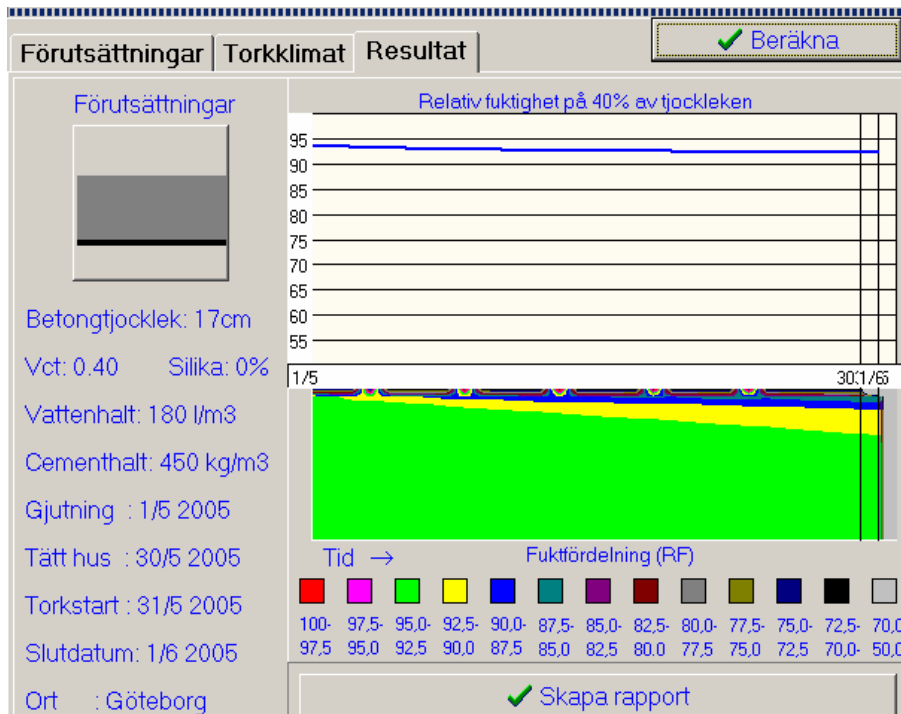 Förutsättningar Torkklimat Resultat Beräkna
Förutsättningar
Betongtjocklek: 17cm
Vct: 0.40 Silika: 0%
Vattenhalt: 180 l/m3
Cementhalt: 450 kg/m3
Gjutning : 1/5 2005
Tätt hus : 30/5 2005
Torkstart : 31/5 2005
Slutdatum: 1/6 2005
Ort : Göteborg
Relativ fuktighet på 40% av tjockleken
95
90
85
80
75
70
65
60
55
1/5
Tid → Fuktfördelning (RF)
100- 97,5- 95,0- 92,5- 90,0- 87,5- 85,0- 82,5- 80,0- 77,5- 75,0- 72,5- 70,0
97,5 95,0 92,5 90,0 87,5 85,0 82,5 80.0 77,5 75,0 72,5 70,0- 50,0
Skapa rapport